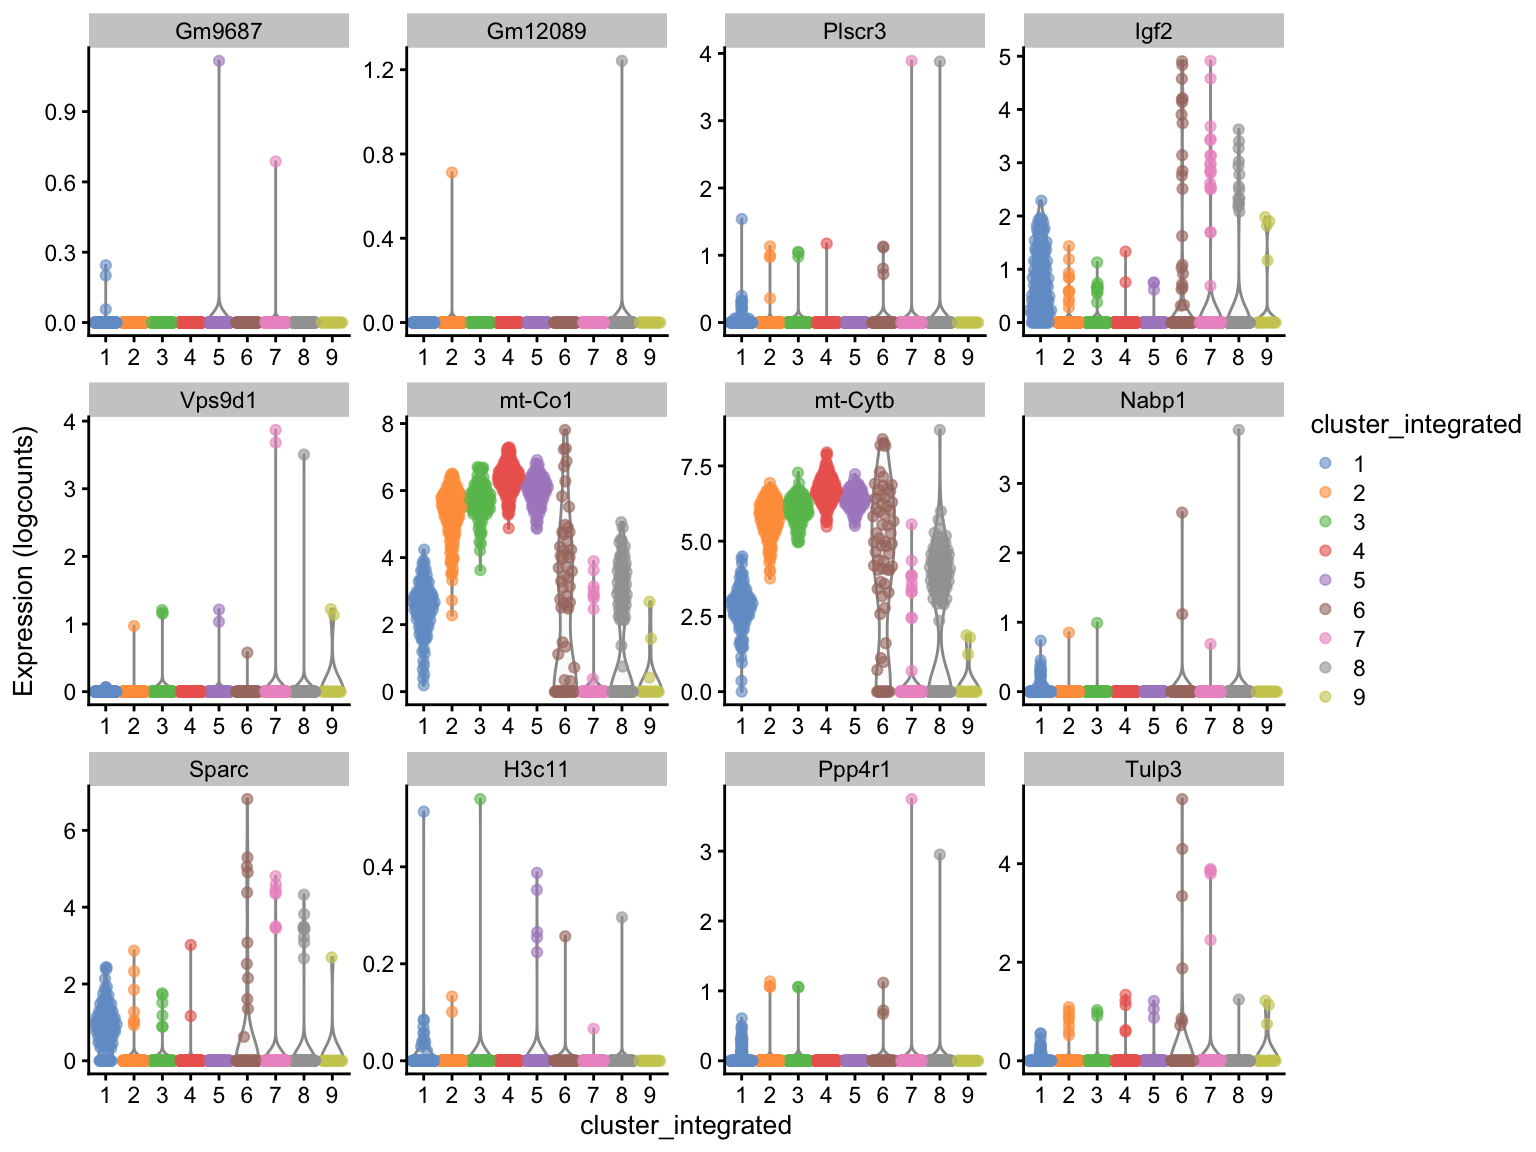 Gm9687 Gm12089 Plscr3 Igf2
0.9 0.6 0.3 0.0
1.2 0.8 0.4 0.0
4 3 2 1 0
5 4 3 2 1 0
1 2 3 4 5 6 7 8 9 1 2 3 4 5 6 7 8 9 1 2 3 4 5 6 7 8 9 1 2 3 4 5 6 7 8 9
Expression (logcounts)
Vps9d1 mt-Co1 mt-Cytb Nabp1
4 3 2 1 0
8 6 4 2 0
7.5 5.0 2.5 0.0
3 2 1 0
1 2 3 4 5 6 7 8 9 1 2 3 4 5 6 7 8 9 1 2 3 4 5 6 7 8 9 1 2 3 4 5 6 7 8 9
Sparc H3c11 Ppp4r1 Tulp3
6 4 2 0
0.4 0.2 0.0
3 2 1 0
4 2 0
1 2 3 4 5 6 7 8 9 1 2 3 4 5 6 7 8 9 1 2 3 4 5 6 7 8 9 1 2 3 4 5 6 7 8 9
cluster_integrated
cluster_integrated
1
2
3
4
5
6
7
8
9